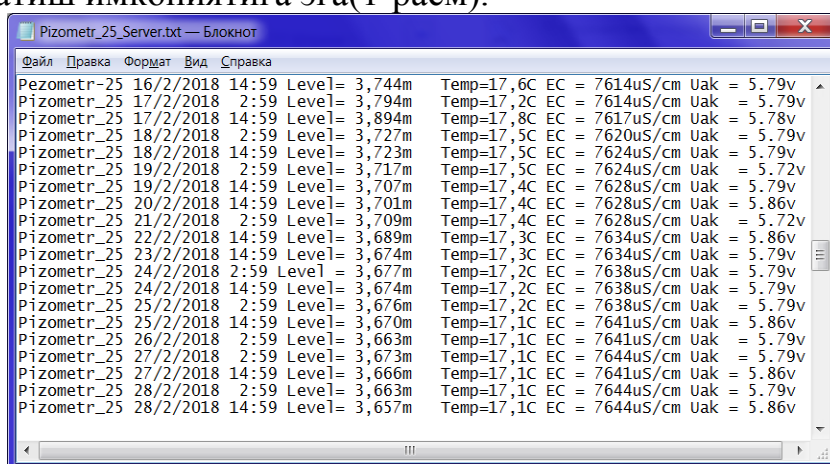 имкониятига эга(1-расм).
Pizometr_25_Server.txt — Блокнот
Файл Правка Формат Вид Справка
Pezometr-25 16/2/2018 14:59 Level= 3,744m Temp=17,6C EC = 7614uS/cm Uak = 5.79v
Pizometr_25 17/2/2018 2:59 Level= 3,794m Temp=17,2C EC = 7614uS/cm Uak = 5.79v
Pizometr_25 17/2/2018 14:59 Level= 3,894m Temp=17,8C EC = 7617uS/cm Uak = 5.78v
Pizometr_25 18/2/2018 2:59 Level= 3,727m Temp=17,5C EC = 7620uS/cm Uak = 5.79v
Pizometr_25 18/2/2018 14:59 Level= 3,723m Temp=17,5C EC = 7624uS/cm Uak = 5.79v
Pizometr_25 19/2/2018 2:59 Level= 3,717m Temp=17,5C EC = 7624uS/cm Uak = 5.72v
Pizometr_25 19/2/2018 14:59 Level= 3,707m Temp=17,4C EC = 7628uS/cm Uak = 5.79v
Pizometr_25 20/2/2018 14:59 Level= 3,701m Temp=17,4C EC = 7628uS/cm Uak = 5.86v
Pizometr_25 21/2/2018 2:59 Level= 3,709m Temp=17,4C EC = 7628uS/cm Uak = 5.72v
Pizometr_25 22/2/2018 14:59 Level= 3,689m Temp=17,3C EC = 7634uS/cm Uak = 5.86v
Pizometr_25 23/2/2018 14:59 Level= 3,674m Temp=17,3C EC = 7634uS/cm Uak = 5.79v
Pizometr_25 24/2/2018 2:59 Level = 3,677m Temp=17,2C EC = 7638uS/cm Uak = 5.79v
Pizometr_25 24/2/2018 14:59 Level= 3,674m Temp=17,2C EC = 7638uS/cm Uak = 5.79v
Pizometr_25 25/2/2018 2:59 Level= 3,676m Temp=17,2C EC = 7638uS/cm Uak = 5.79v
Pizometr_25 25/2/2018 14:59 Level= 3,670m Temp=17,1C EC = 7641uS/cm Uak = 5.86v
Pizometr_25 26/2/2018 2:59 Level= 3,663m Temp=17,1C EC = 7641uS/cm Uak = 5.79v
Pizometr_25 27/2/2018 2:59 Level= 3,673m Temp=17,1C EC = 7644uS/cm Uak = 5.79v
Pizometr_25 27/2/2018 14:59 Level= 3,666m Temp=17,1C EC = 7641uS/cm Uak = 5.86v
Pizometr_25 28/2/2018 2:59 Level= 3,663m Temp=17,1C EC = 7644uS/cm Uak = 5.79v
Pizometr_25 28/2/2018 14:59 Level= 3,657m Temp=17,1C EC = 7644uS/cm Uak = 5.86v